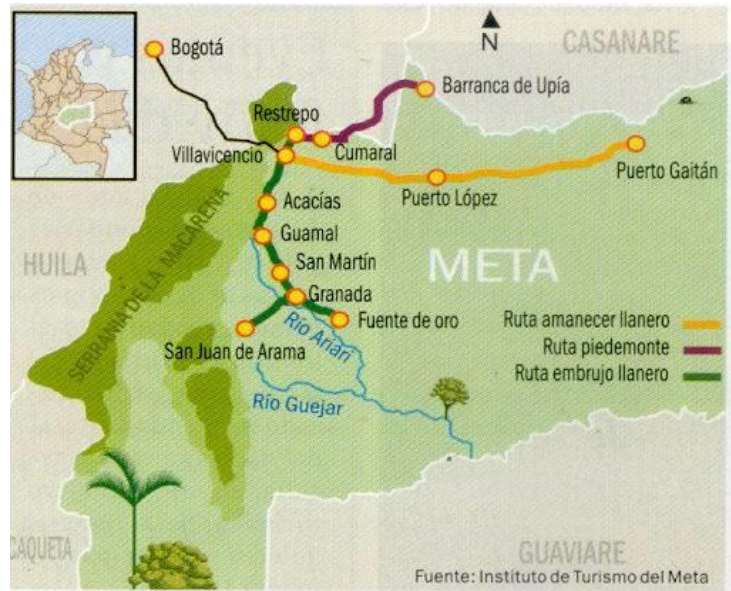 Bogotá
N
CASANARE
Barranca de Upía
Restrepo
Villavicencio
Cumaral
Puerto López
Puerto Gaitán
Acacías
Guamal
San Martín
Granada
Fuente de oro
San Juan de Arama
SERRANIA DE LA MACARENA
HUILA
META
Río Ariari
Río Guejar
Ruta amanecer llanero
Ruta piedemonte
Ruta embrujo llanero
CAQUETA
GUAVIARE
Fuente: Instituto de Turismo del Meta